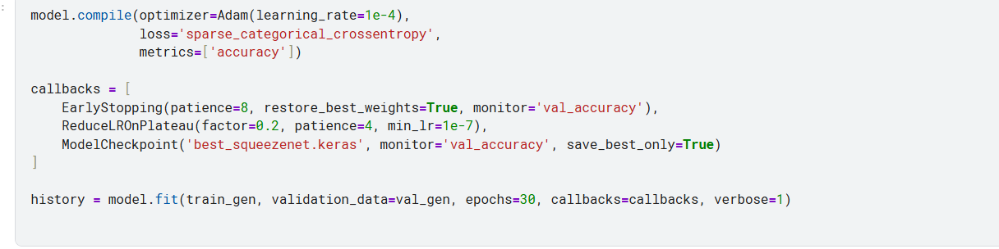 model.compile(optimizer=Adam(learning_rate=1e-4),
              loss='sparse_categorical_crossentropy',
              metrics=['accuracy'])
callbacks = [
    EarlyStopping(patience=8, restore_best_weights=True, monitor='val_accuracy'),
    ReduceLROnPlateau(factor=0.2, patience=4, min_lr=1e-7),
    ModelCheckpoint('best_squeezenet.keras', monitor='val_accuracy', save_best_only=True)
]
history = model.fit(train_gen, validation_data=val_gen, epochs=30, callbacks=callbacks, verbose=1)